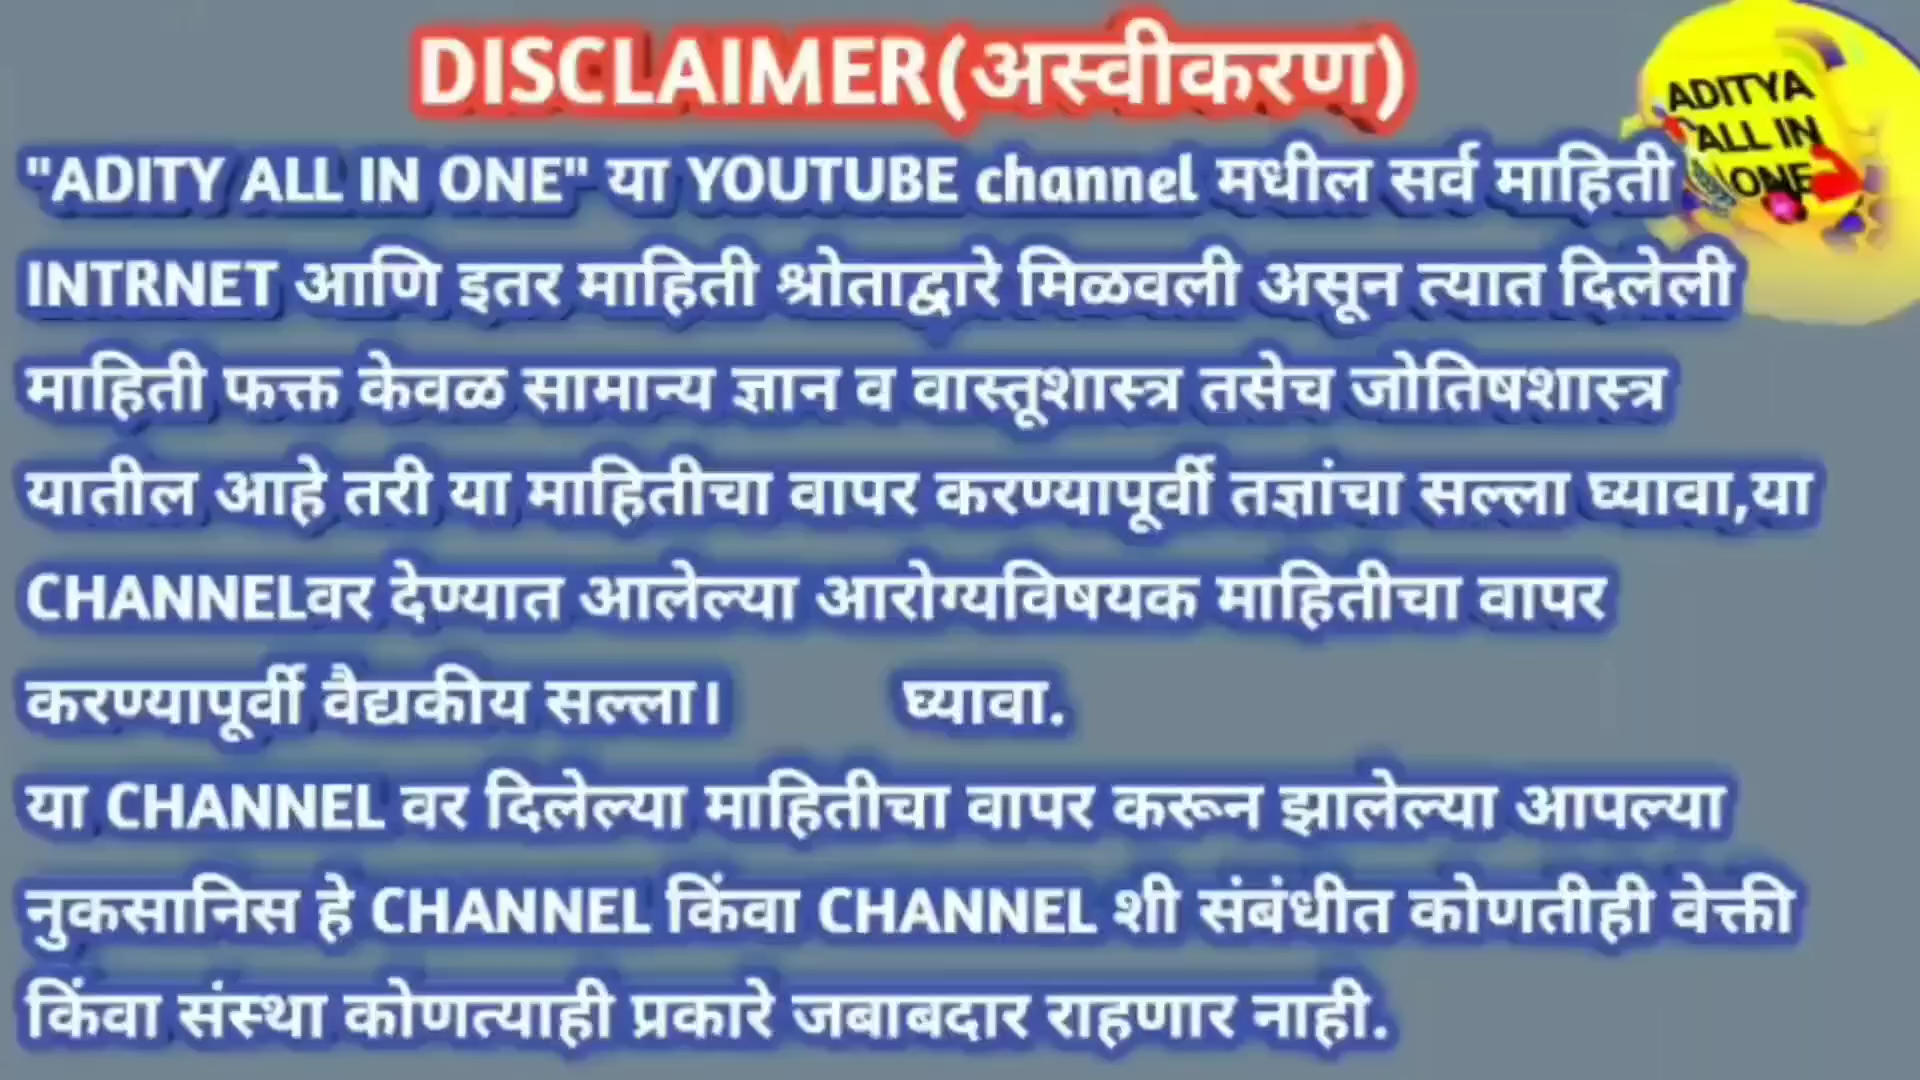 DISCLAIMER(अस्वीकरण)
ADITYA
ALL IN
ONE
"ADITY ALL IN ONE" या YOUTUBE channel मधील सर्व माहिती
INTRNET आणि इतर माहिती श्रोताद्वारे मिळवली असून त्यात दिलेली
माहिती फक्त केवळ सामान्य ज्ञान व वास्तूशास्त्र तसेच जोतिषशास्त्र
यातील आहे तरी या माहितीचा वापर करण्यापूर्वी तज्ञांचा सल्ला घ्यावा,या
CHANNELवर देण्यात आलेल्या आरोग्यविषयक माहितीचा वापर
करण्यापूर्वी वैद्यकीय सल्ला। घ्यावा.
या CHANNEL वर दिलेल्या माहितीचा वापर करून झालेल्या आपल्या
नुकसानिस हे CHANNEL किंवा CHANNEL शी संबंधीत कोणतीही वेक्ती
किंवा संस्था कोणत्याही प्रकारे जबाबदार राहणार नाही.